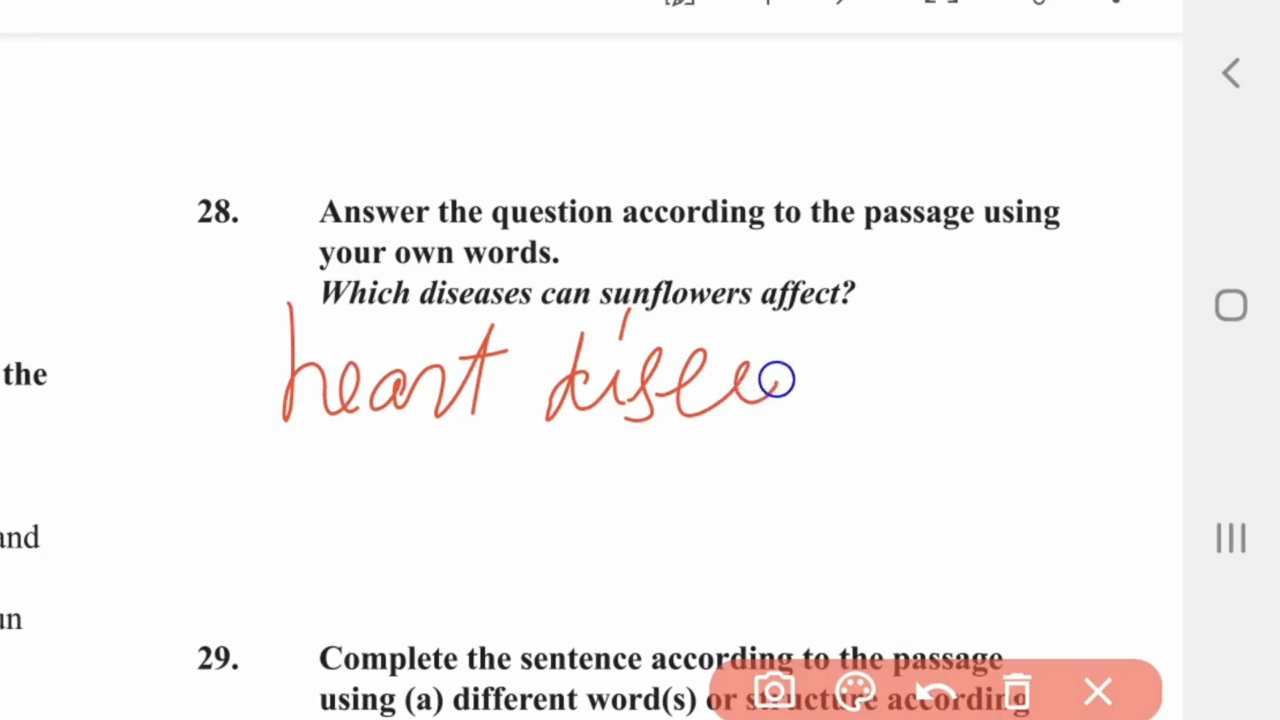 28. Answer the question according to the passage using
your own words.
Which diseases can sunflowers affect?
heart disea
the
and
un
29. Complete the sentence according to the passage
using (a) different word(s) or structure according